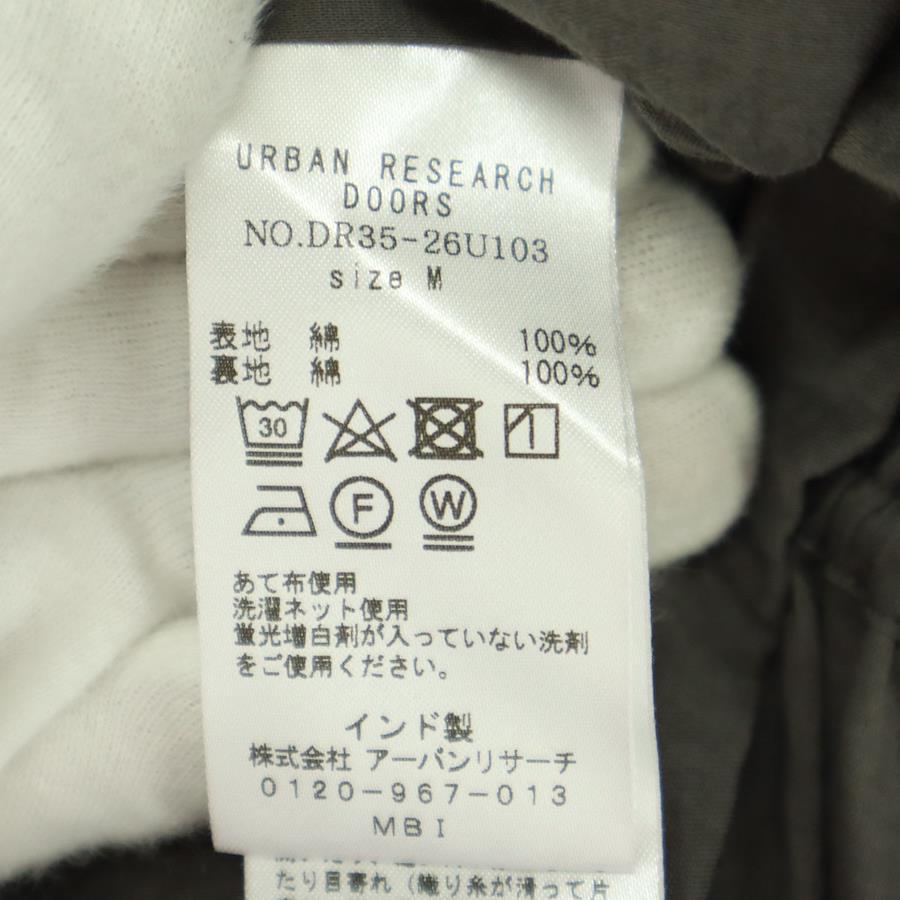 URBAN RESEARCH
DOORS
NO.DR35-26U103
size M
表地 綿 100%
裏地 綿 100%
30
F
W
あて布使用
洗濯ネット使用
蛍光増白剤が入っていない洗剤
をご使用ください。
インド製
株式会社 アーバンリサーチ
0120-967-013
MBI
たり目寄れ（織り糸が滑って片